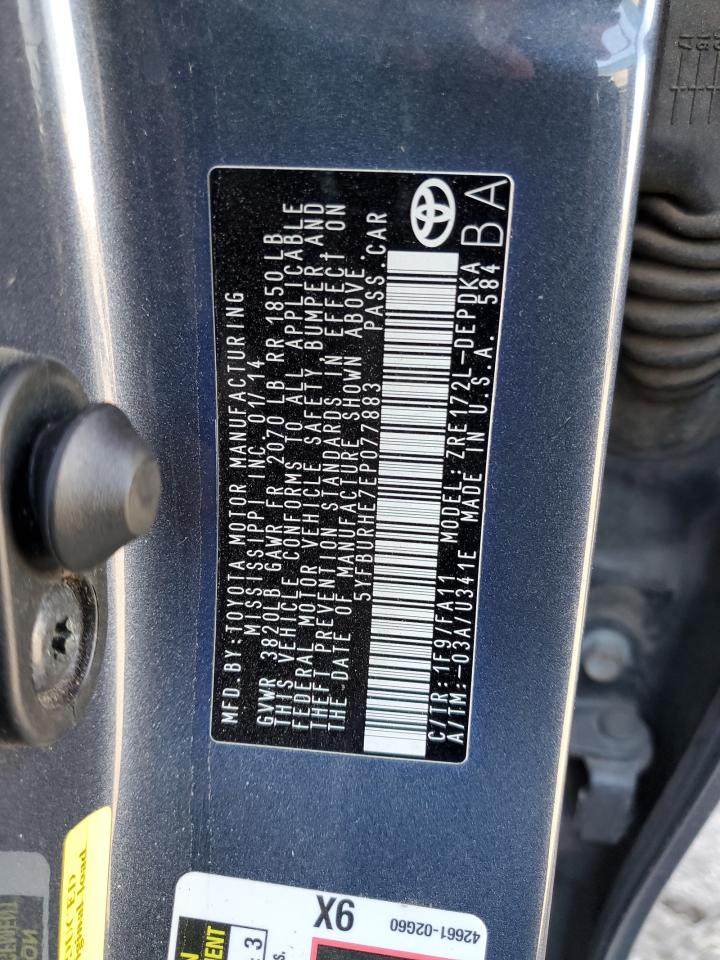 MFD.BY:TOYOTA MOTOR MANUFACTURING
MISSISSIPPI INC. 01/14
GVWR 3820LB GAWR FR 2070 LB RR 1850 LB
THIS VEHICLE CONFORMS TO ALL APPLICABLE
FEDERAL MOTOR VEHICLE SAFETY, BUMPER AND
THEFT PREVENTION STANDARDS IN EFFECT ON
THE DATE OF MANUFACTURE SHOWN ABOVE.
5YFBURHE7EP077883 PASS.CAR
C/TR:1F9/FA11 MODEL:ZRE172L-DEPDKA
A/TM:-03A/U341E MADE IN U.S.A. 584
BA
9X
42661-02G60